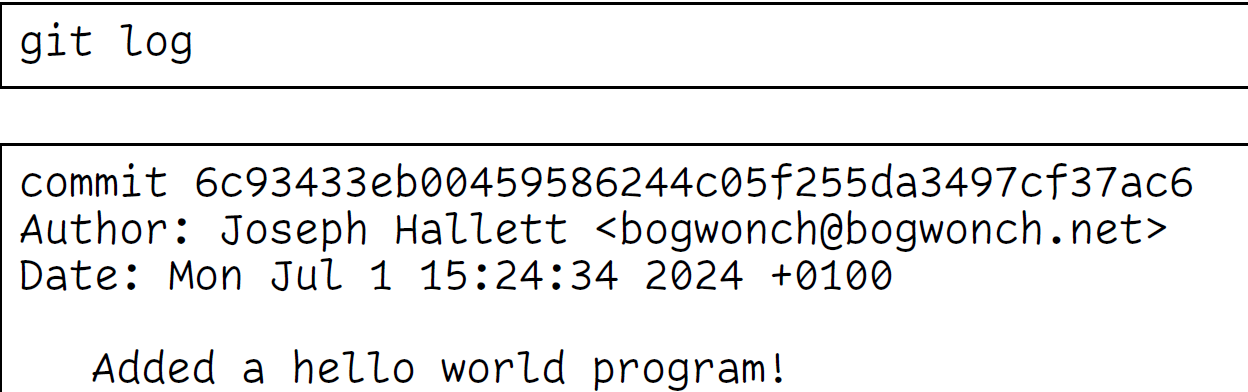 git log
commit 6c93433eb00459586244c05f255da3497cf37ac6
Author: Joseph Hallett <bogwonch@bogwonch.net>
Date: Mon Jul 1 15:24:34 2024 +0100
Added a hello world program!